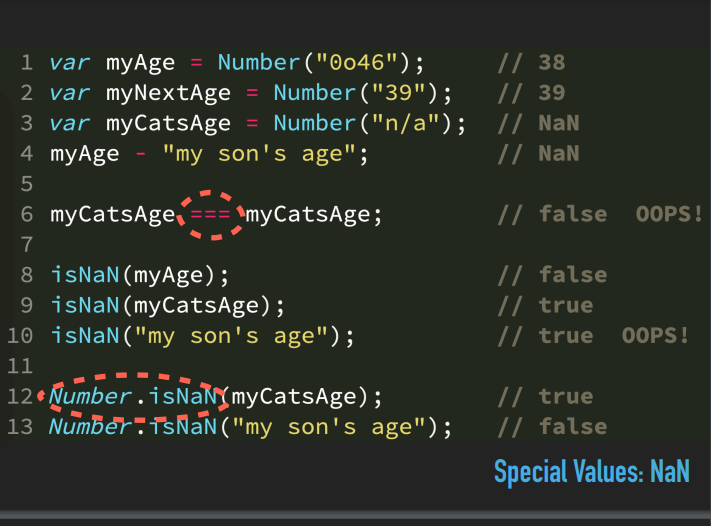 1 var myAge = Number("0o46");     // 38
2 var myNextAge = Number("39");   // 39
3 var myCatsAge = Number("n/a");  // NaN
4 myAge - "my son's age";         // NaN
5
6 myCatsAge === myCatsAge;        // false  OOPS!
7
8 isNaN(myAge);                   // false
9 isNaN(myCatsAge);               // true
10 isNaN("my son's age");          // true  OOPS!
11
12 Number.isNaN(myCatsAge);        // true
13 Number.isNaN("my son's age");   // false
Special Values: NaN